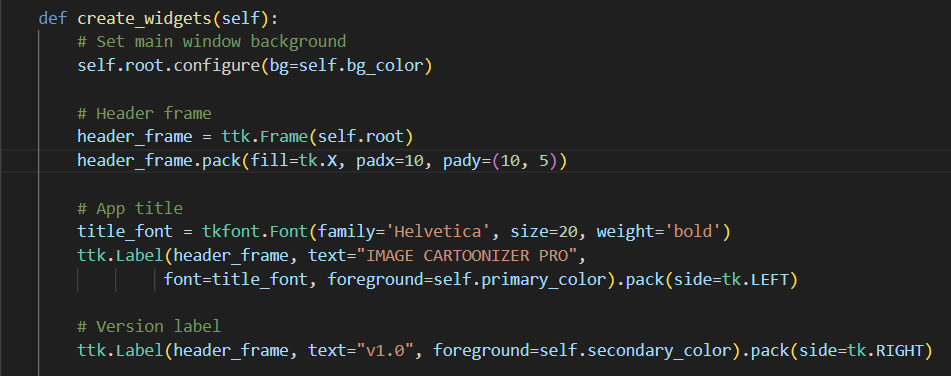 def create_widgets(self):
# Set main window background
self.root.configure(bg=self.bg_color)
# Header frame
header_frame = ttk.Frame(self.root)
header_frame.pack(fill=tk.X, padx=10, pady=(10, 5))
# App title
title_font = tkfont.Font(family='Helvetica', size=20, weight='bold')
ttk.Label(header_frame, text="IMAGE CARTOONIZER PRO",
font=title_font, foreground=self.primary_color).pack(side=tk.LEFT)
# Version label
ttk.Label(header_frame, text="v1.0", foreground=self.secondary_color).pack(side=tk.RIGHT)